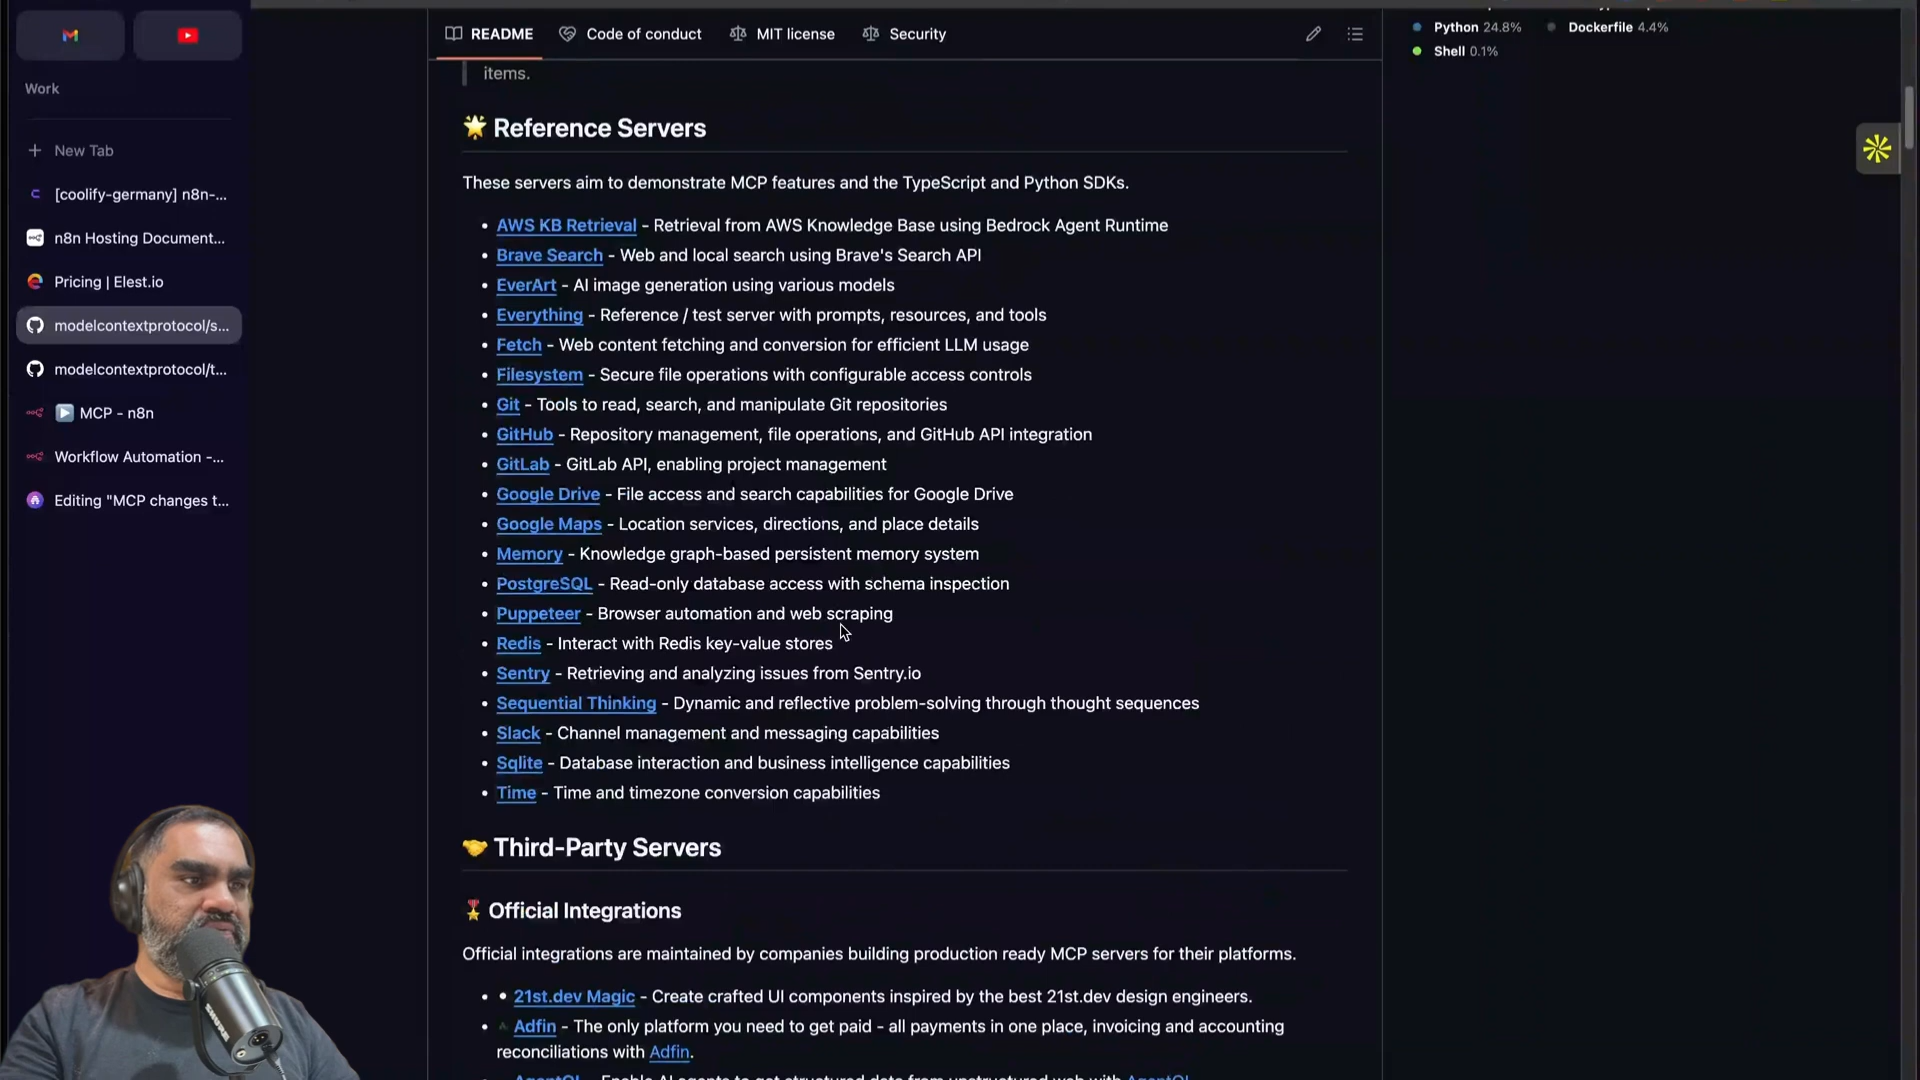 Work
New Tab
[coolify-germany] n8n-...
n8n Hosting Document...
Pricing | Elest.io
modelcontextprotocol/s...
modelcontextprotocol/t...
MCP - n8n
Workflow Automation -...
Editing "MCP changes t...
README
Code of conduct
MIT license
Security
items.
🌟 Reference Servers
These servers aim to demonstrate MCP features and the TypeScript and Python SDKs.
• AWS KB Retrieval - Retrieval from AWS Knowledge Base using Bedrock Agent Runtime
• Brave Search - Web and local search using Brave's Search API
• EverArt - AI image generation using various models
• Everything - Reference / test server with prompts, resources, and tools
• Fetch - Web content fetching and conversion for efficient LLM usage
• Filesystem - Secure file operations with configurable access controls
• Git - Tools to read, search, and manipulate Git repositories
• GitHub - Repository management, file operations, and GitHub API integration
• GitLab - GitLab API, enabling project management
• Google Drive - File access and search capabilities for Google Drive
• Google Maps - Location services, directions, and place details
• Memory - Knowledge graph-based persistent memory system
• PostgreSQL - Read-only database access with schema inspection
• Puppeteer - Browser automation and web scraping
• Redis - Interact with Redis key-value stores
• Sentry - Retrieving and analyzing issues from Sentry.io
• Sequential Thinking - Dynamic and reflective problem-solving through thought sequences
• Slack - Channel management and messaging capabilities
• Sqlite - Database interaction and business intelligence capabilities
• Time - Time and timezone conversion capabilities
🤝 Third-Party Servers
🎖️ Official Integrations
Official integrations are maintained by companies building production ready MCP servers for their platforms.
• 21st.dev Magic - Create crafted UI components inspired by the best 21st.dev design engineers.
• Adfin - The only platform you need to get paid - all payments in one place, invoicing and accounting
reconciliations with Adfin.
Python 24.8%
Dockerfile 4.4%
Shell 0.1%
SHURE